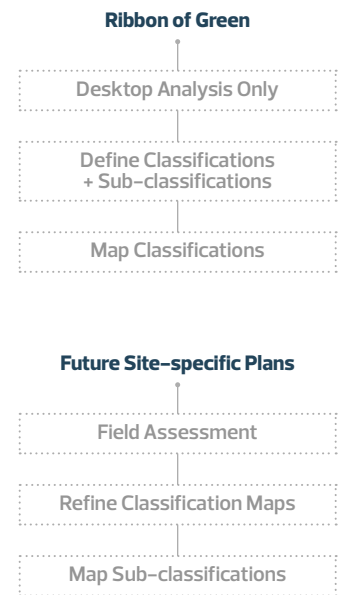 Ribbon of Green
Desktop Analysis Only
Define Classifications
+ Sub-classifications
Map Classifications
Future Site-specific Plans
Field Assessment
Refine Classification Maps
Map Sub-classifications